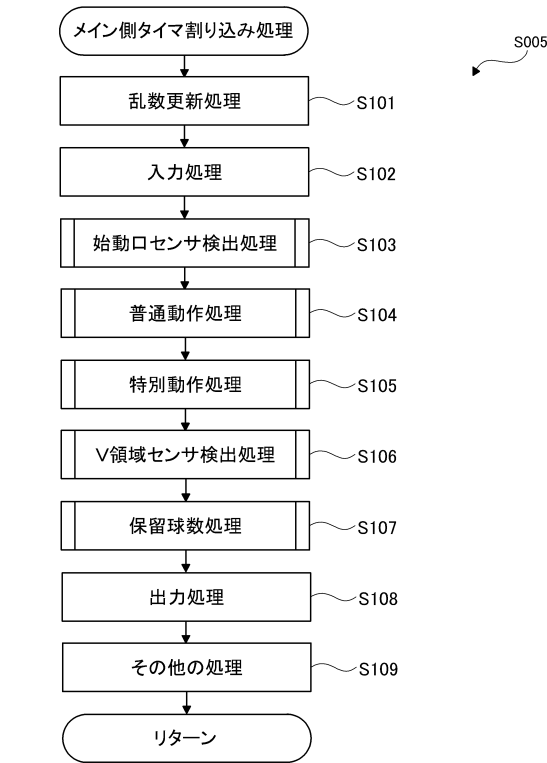 メイン側タイマ割り込み処理
S005
乱数更新処理
S101
入力処理
S102
始動口センサ検出処理
S103
普通動作処理
S104
特別動作処理
S105
V領域センサ検出処理
S106
保留球数処理
S107
出力処理
S108
その他の処理
S109
リターン